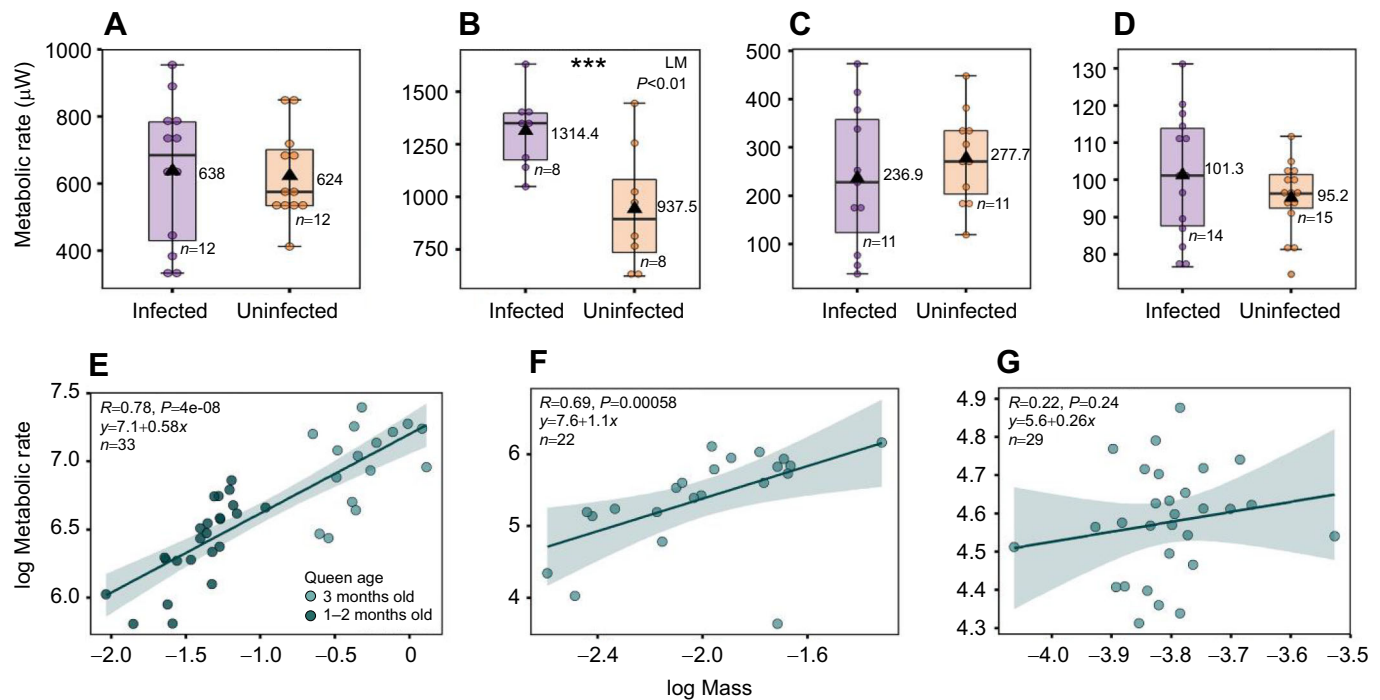 A
B
C
D
Metabolic rate (μW)
1000
800
600
400
638
n=12
624
n=12
Infected
Uninfected
1500
1250
1000
750
***
LM
P<0.01
1314.4
n=8
937.5
n=8
Infected
Uninfected
500
400
300
200
100
236.9
n=11
277.7
n=11
Infected
Uninfected
130
120
110
100
90
80
101.3
n=14
95.2
n=15
Infected
Uninfected
E
F
G
log Metabolic rate
7.5
7.0
6.5
6.0
R=0.78, P=4e-08
y=7.1+0.58x
n=33
Queen age
3 months old
1–2 months old
–2.0
–1.5
–1.0
–0.5
0
6
5
4
R=0.69, P=0.00058
y=7.6+1.1x
n=22
–2.4
–2.0
–1.6
4.9
4.8
4.7
4.6
4.5
4.4
4.3
R=0.22, P=0.24
y=5.6+0.26x
n=29
–4.0
–3.9
–3.8
–3.7
–3.6
–3.5
log Mass